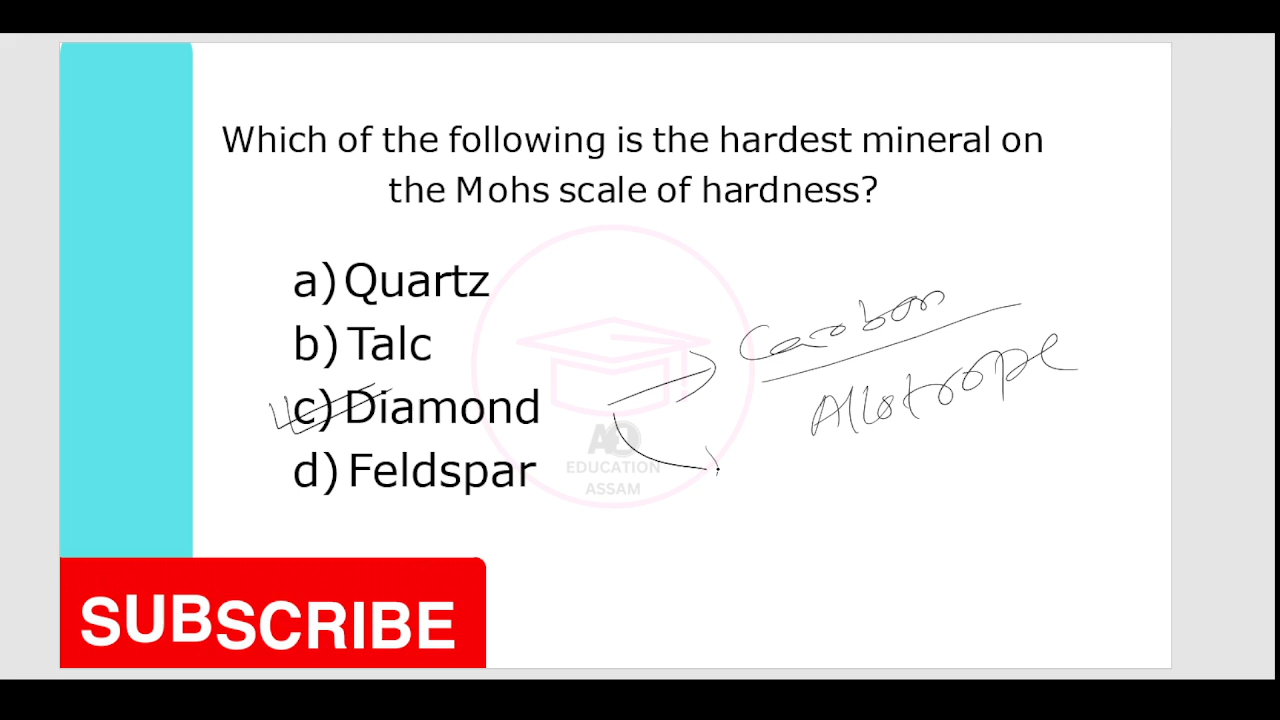 Which of the following is the hardest mineral on
the Mohs scale of hardness?
a) Quartz
b) Talc
c) Diamond
d) Feldspar
Carbon
Allotrope
EDUCATION
ASSAM
SUBSCRIBE